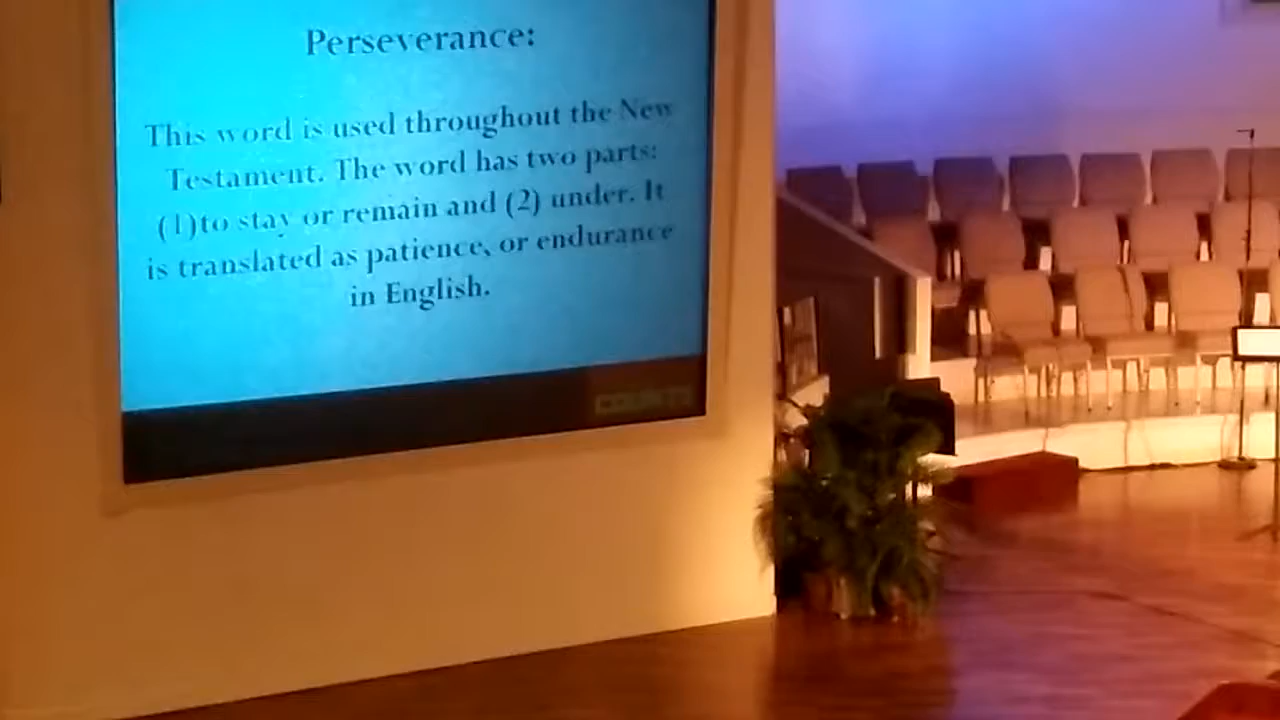 Perseverance:
This word is used throughout the New
Testament. The word has two parts:
(1)to stay or remain and (2) under. It
is translated as patience, or endurance
in English.